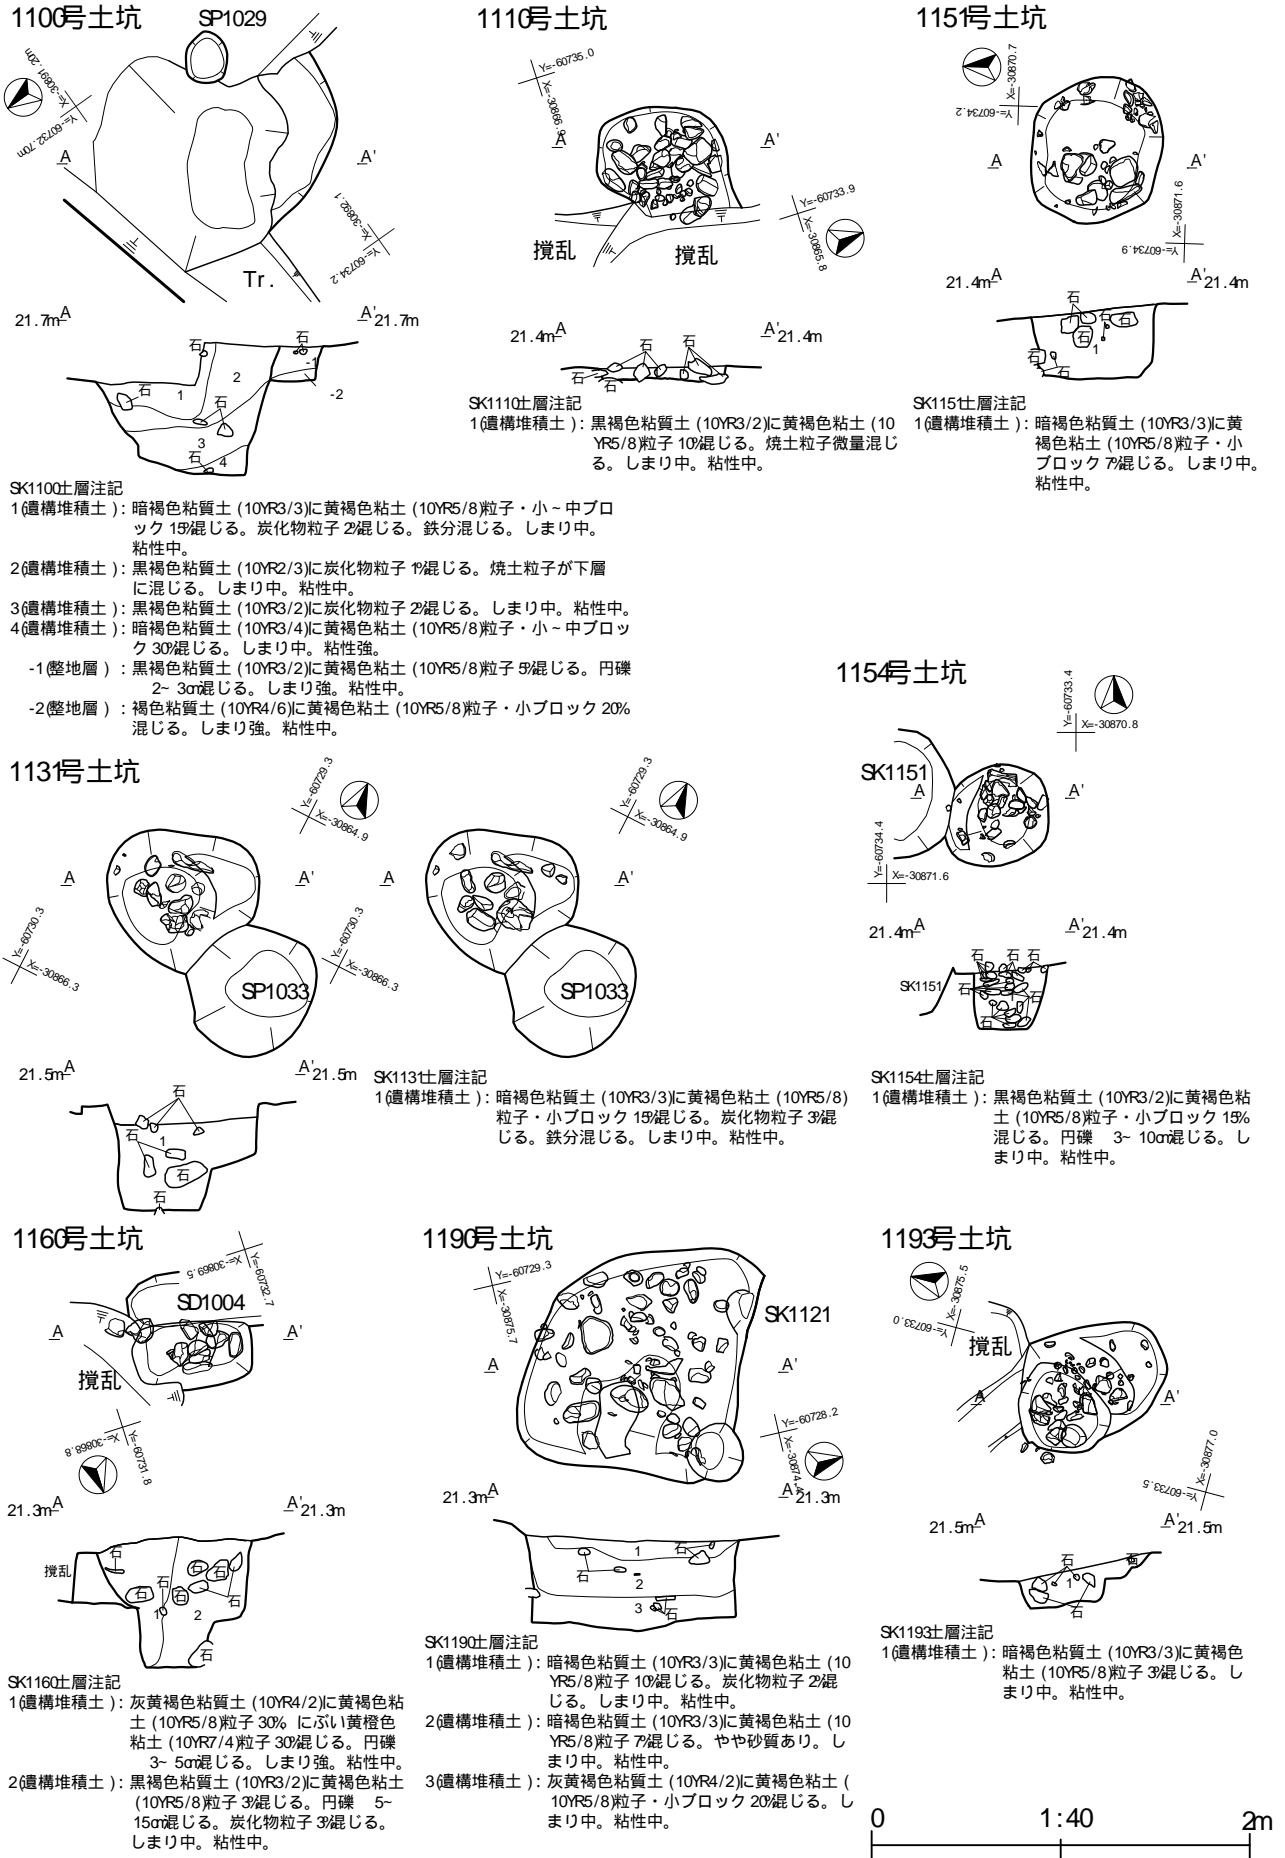 1100号土坑
SP1029
X=-30891.20m
Y=-60732.70m
A
A'
X=-30892.1
Y=-60734.2
Tr.
21.7m A
A' 21.7m
石
石
石
石
石
1
2
3
4
-1
-2
SK1100土層注記
1(遺構堆積土)：暗褐色粘質土(10YR3/3)に黄褐色粘土(10YR5/8)粒子・小~中ブロ
ック15%混じる。炭化物粒子2%混じる。鉄分混じる。しまり中。
粘性中。
2(遺構堆積土)：黒褐色粘質土(10YR2/3)に炭化物粒子1%混じる。焼土粒子が下層
に混じる。しまり中。粘性中。
3(遺構堆積土)：黒褐色粘質土(10YR3/2)に炭化物粒子2%混じる。しまり中。粘性中。
4(遺構堆積土)：暗褐色粘質土(10YR3/4)に黄褐色粘土(10YR5/8)粒子・小~中ブロッ
ク30%混じる。しまり中。粘性強。
-1(整地層)：黒褐色粘質土(10YR3/2)に黄褐色粘土(10YR5/8)粒子5%混じる。円礫
2~3cm混じる。しまり強。粘性中。
-2(整地層)：褐色粘質土(10YR4/6)に黄褐色粘土(10YR5/8)粒子・小ブロック20%
混じる。しまり強。粘性中。
1110号土坑
Y=-60735.0
X=-30866.9
A
A'
Y=-60733.9
X=-30865.8
撹乱
撹乱
21.4m A
A' 21.4m
石
石
石
石
SK1110土層注記
1(遺構堆積土)：黒褐色粘質土(10YR3/2)に黄褐色粘土(10
YR5/8)粒子10%混じる。焼土粒子微量混じ
る。しまり中。粘性中。
1151号土坑
X=-30870.7
Y=-60734.2
A
A'
X=-30871.6
Y=-60734.9
21.4m A
A' 21.4m
石
石
石
石
石
石
1
SK1151土層注記
1(遺構堆積土)：暗褐色粘質土(10YR3/3)に黄
褐色粘土(10YR5/8)粒子・小
ブロック7%混じる。しまり中。
粘性中。
1154号土坑
Y=-60733.4
X=-30870.8
SK1151
A
A'
Y=-60734.4
X=-30871.6
21.4m A
A' 21.4m
石 石 石
SK1151
石
石
石
SK1154土層注記
1(遺構堆積土)：黒褐色粘質土(10YR3/2)に黄褐色粘
土(10YR5/8)粒子・小ブロック15%
混じる。円礫 3~10cm混じる。し
まり中。粘性中。
1131号土坑
Y=-60729.3
X=-30864.9
A
A'
Y=-60730.3
X=-30866.3
SP1033
Y=-60729.3
X=-30864.9
A
A'
Y=-60730.3
X=-30866.3
SP1033
21.5m A
A' 21.5m
石
石
1
石
石
SK1131土層注記
1(遺構堆積土)：暗褐色粘質土(10YR3/3)に黄褐色粘土(10YR5/8)
粒子・小ブロック15%混じる。炭化物粒子3%混
じる。鉄分混じる。しまり中。粘性中。
1160号土坑
X=-30869.5
Y=-60732.7
SD1004
A
A'
撹乱
X=-30868.8
Y=-60731.8
21.3m A
A' 21.3m
撹乱
石
石
石
石
石
石
石
石
1
2
SK1160土層注記
1(遺構堆積土)：灰黄褐色粘質土(10YR4/2)に黄褐色粘
土(10YR5/8)粒子30%、にぶい黄橙色
粘土(10YR7/4)粒子30%混じる。円礫
3~5cm混じる。しまり強。粘性中。
2(遺構堆積土)：黒褐色粘質土(10YR3/2)に黄褐色粘土
(10YR5/8)粒子3%混じる。円礫 5~
15cm混じる。炭化物粒子3%混じる。
しまり中。粘性中。
1190号土坑
Y=-60729.3
X=-30875.7
SK1121
A
A'
Y=-60728.2
X=-30874.4
21.3m A
A' 21.3m
1
2
3
石
石
石
SK1190土層注記
1(遺構堆積土)：暗褐色粘質土(10YR3/3)に黄褐色粘土(10
YR5/8)粒子10%混じる。炭化物粒子2%混
じる。しまり中。粘性中。
2(遺構堆積土)：暗褐色粘質土(10YR3/3)に黄褐色粘土(10
YR5/8)粒子7%混じる。やや砂質あり。し
まり中。粘性中。
3(遺構堆積土)：灰黄褐色粘質土(10YR4/2)に黄褐色粘土(
10YR5/8)粒子・小ブロック20%混じる。し
まり中。粘性中。
1193号土坑
X=-30875.5
Y=-60733.0
撹乱
A
A'
X=-30877.0
Y=-60733.5
21.5m A
A' 21.5m
石
石
1
石
SK1193土層注記
1(遺構堆積土)：暗褐色粘質土(10YR3/3)に黄褐色
粘土(10YR5/8)粒子3%混じる。し
まり中。粘性中。
0 1:40 2m